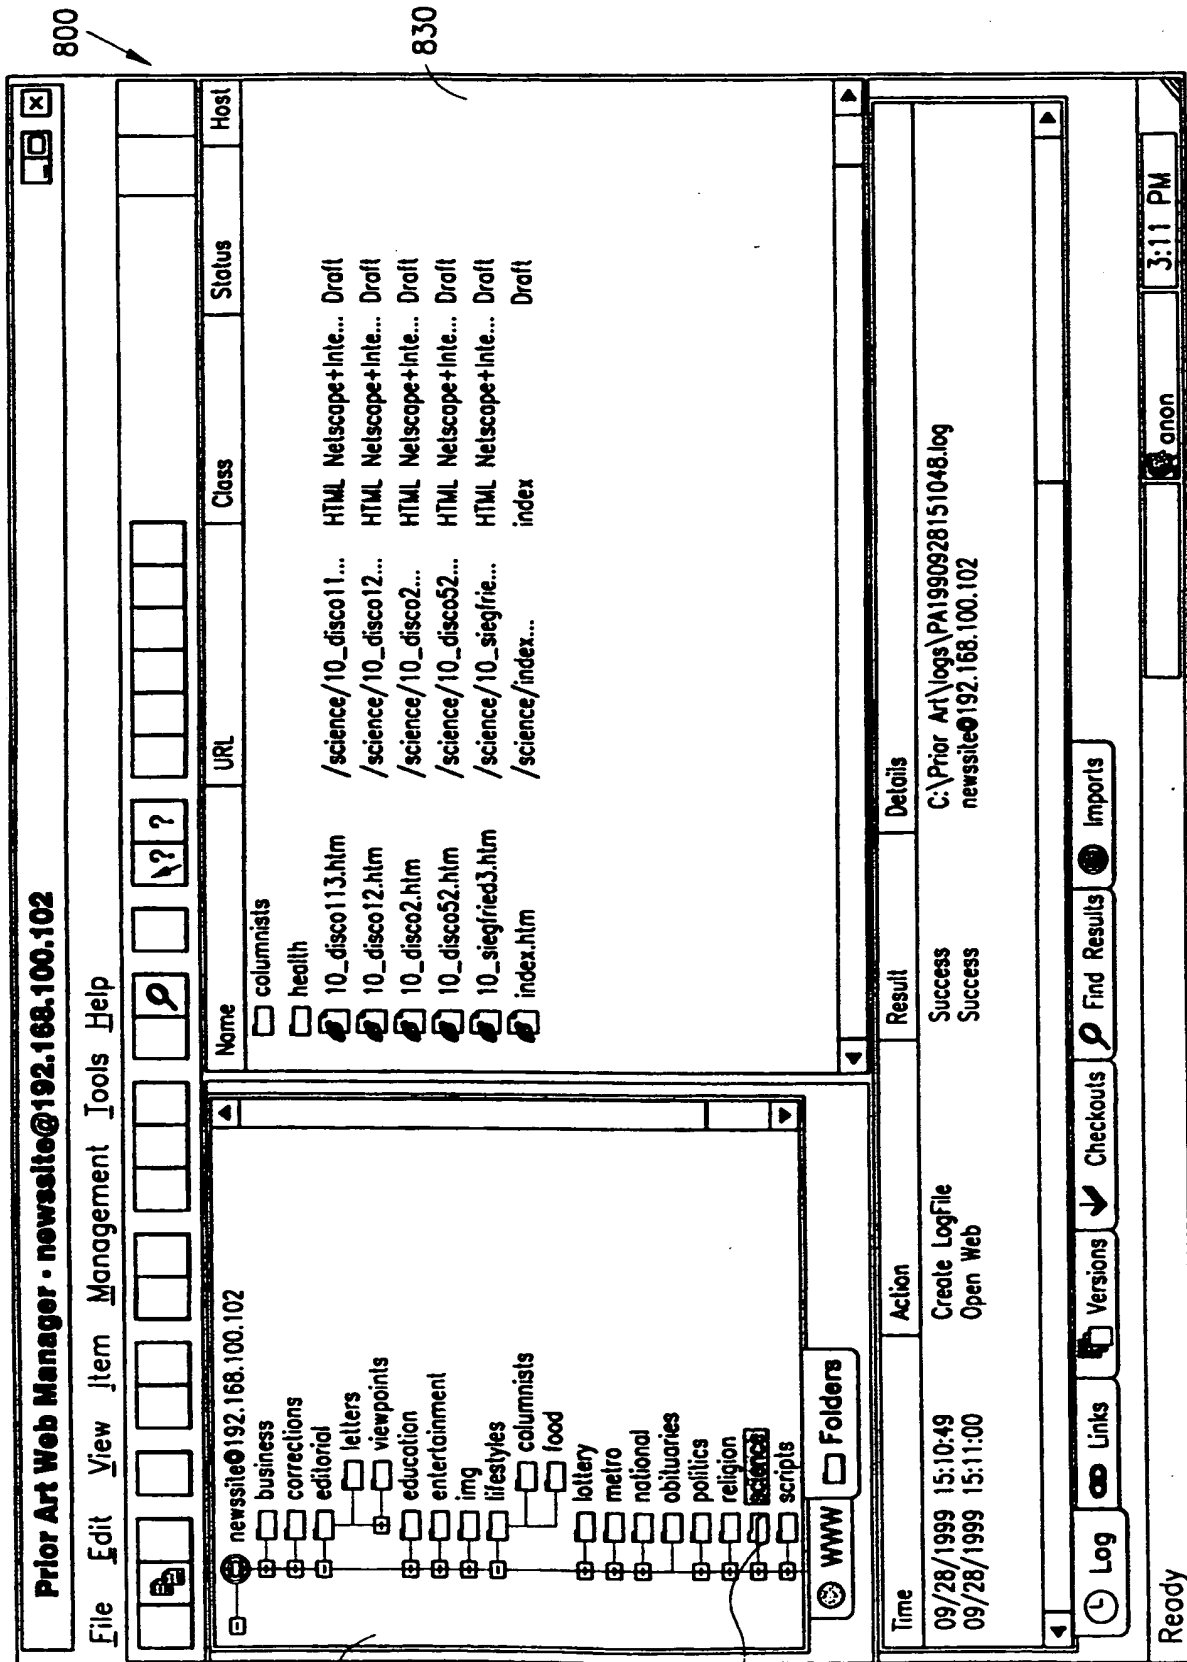 800
Prior Art Web Manager - newssite@192.168.100.102
File Edit View Item Management Tools Help
? ?
newssite@192.168.100.102
business
corrections
editorial
letters
viewpoints
education
entertainment
img
lifestyles
columnists
food
lottery
metro
national
obituaries
politics
religion
science
scripts
WWW Folders
Name URL Class Status Host
columnists
health
10_disco113.htm /science/10_disco11... HTML Netscape+Inte... Draft
10_disco12.htm /science/10_disco12... HTML Netscape+Inte... Draft
10_disco2.htm /science/10_disco2... HTML Netscape+Inte... Draft
10_disco52.htm /science/10_disco52... HTML Netscape+Inte... Draft
10_siegfried3.htm /science/10_siegfrie... HTML Netscape+Inte... Draft
index.htm /science/index... index Draft
830
Time Action Result Details
09/28/1999 15:10:49 Create LogFile Success C:\Prior Art\logs\PA19990928151048.log
09/28/1999 15:11:00 Open Web Success newssite@192.168.100.102
Log Links Versions Checkouts Find Results Imports
Ready anon 3:11 PM